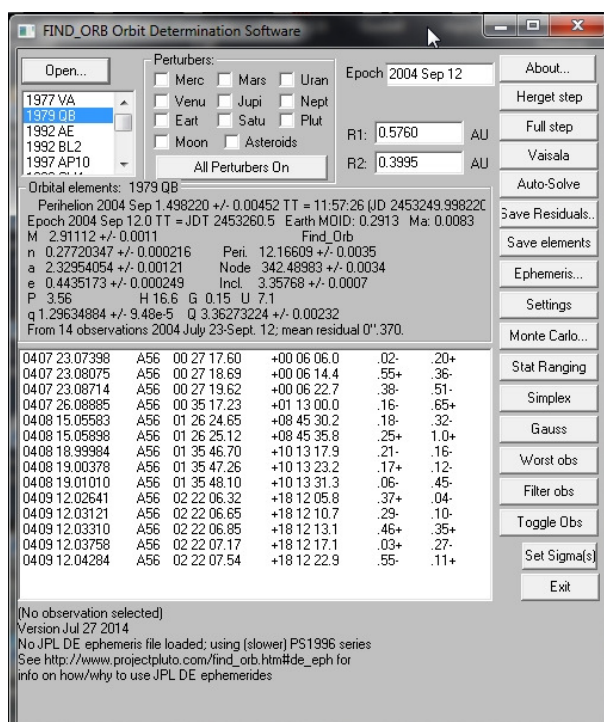 FIND_ORB Orbit Determination Software
Open...
1977 VA
1979 QB
1992 AE
1992 BL2
1997 AP10
Perturbers:
Merc Mars Uran
Venu Jupi Nept
Eart Satu Plut
Moon Asteroids
All Perturbers On
Epoch 2004 Sep 12
R1: 0.5760 AU
R2: 0.3995 AU
About...
Herget step
Full step
Vaisala
Auto-Solve
Save Residuals..
Save elements
Ephemeris...
Settings
Monte Carlo...
Stat Ranging
Simplex
Gauss
Worst obs
Filter obs
Toggle Obs
Set Sigma(s)
Exit
Orbital elements: 1979 QB
Perihelion 2004 Sep 1.498220 +/- 0.00452 TT = 11:57:26 (JD 2453249.998220
Epoch 2004 Sep 12.0 TT = JDT 2453260.5 Earth MOID: 0.2913 Ma: 0.0083
M 2.91112 +/- 0.0011 Find_Orb
n 0.27720347 +/- 0.000216 Peri. 12.16609 +/- 0.0035
a 2.32954054 +/- 0.00121 Node 342.48983 +/- 0.0034
e 0.4435173 +/- 0.000249 Incl. 3.35768 +/- 0.0007
P 3.56 H 16.6 G 0.15 U 7.1
q 1.29634884 +/- 9.48e-5 Q 3.36273224 +/- 0.00232
From 14 observations 2004 July 23-Sept. 12; mean residual 0".370.
0407 23.07398 A56 00 27 17.60 +00 06 06.0 .02- .20+
0407 23.08075 A56 00 27 18.69 +00 06 14.4 .55+ .36-
0407 23.08714 A56 00 27 19.62 +00 06 22.7 .38- .51-
0407 26.08885 A56 00 35 17.23 +01 13 00.0 .16- .65+
0408 15.05583 A56 01 26 24.65 +08 45 30.2 .18- .32-
0408 15.05898 A56 01 26 25.12 +08 45 35.8 .25+ 1.0+
0408 18.99984 A56 01 35 46.70 +10 13 17.9 .21- .16-
0408 19.00378 A56 01 35 47.26 +10 13 23.2 .17+ .12-
0408 19.01010 A56 01 35 48.10 +10 13 31.3 .06- .45-
0409 12.02641 A56 02 22 06.32 +18 12 05.8 .37+ .04-
0409 12.03121 A56 02 22 06.65 +18 12 10.7 .29- .10-
0409 12.03310 A56 02 22 06.85 +18 12 13.1 .46+ .35+
0409 12.03758 A56 02 22 07.17 +18 12 17.1 .03+ .27-
0409 12.04284 A56 02 22 07.54 +18 12 22.9 .55- .11+
(No observation selected)
Version Jul 27 2014
No JPL DE ephemeris file loaded; using (slower) PS1996 series
See http://www.projectpluto.com/find_orb.htm#de_eph for
info on how/why to use JPL DE ephemerides